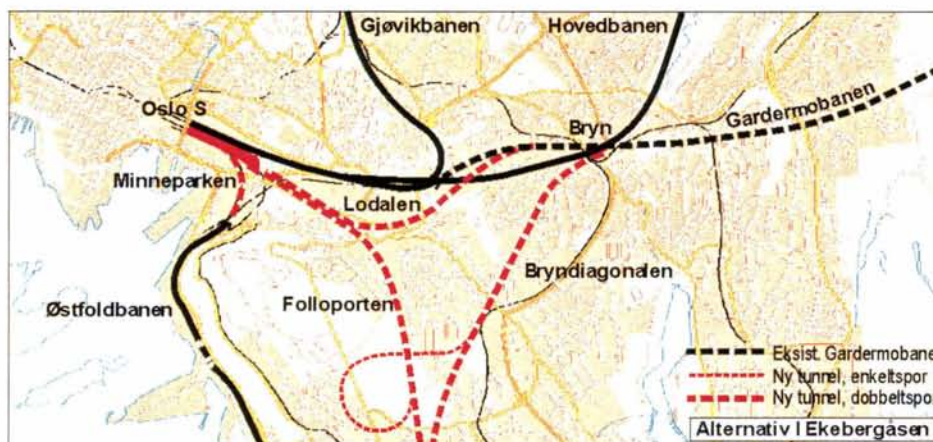 Gjøvikbanen
Hovedbanen
Oslo S
Bryn
Gardermobanen
Minneparken
Lodalen
Bryndiagonalen
Østfoldbanen
Folloporten
Eksist. Gardermobane
Ny tunnel, enkeltspor
Ny tunnel, dobbeltspor
Alternativ I Ekebergåsen